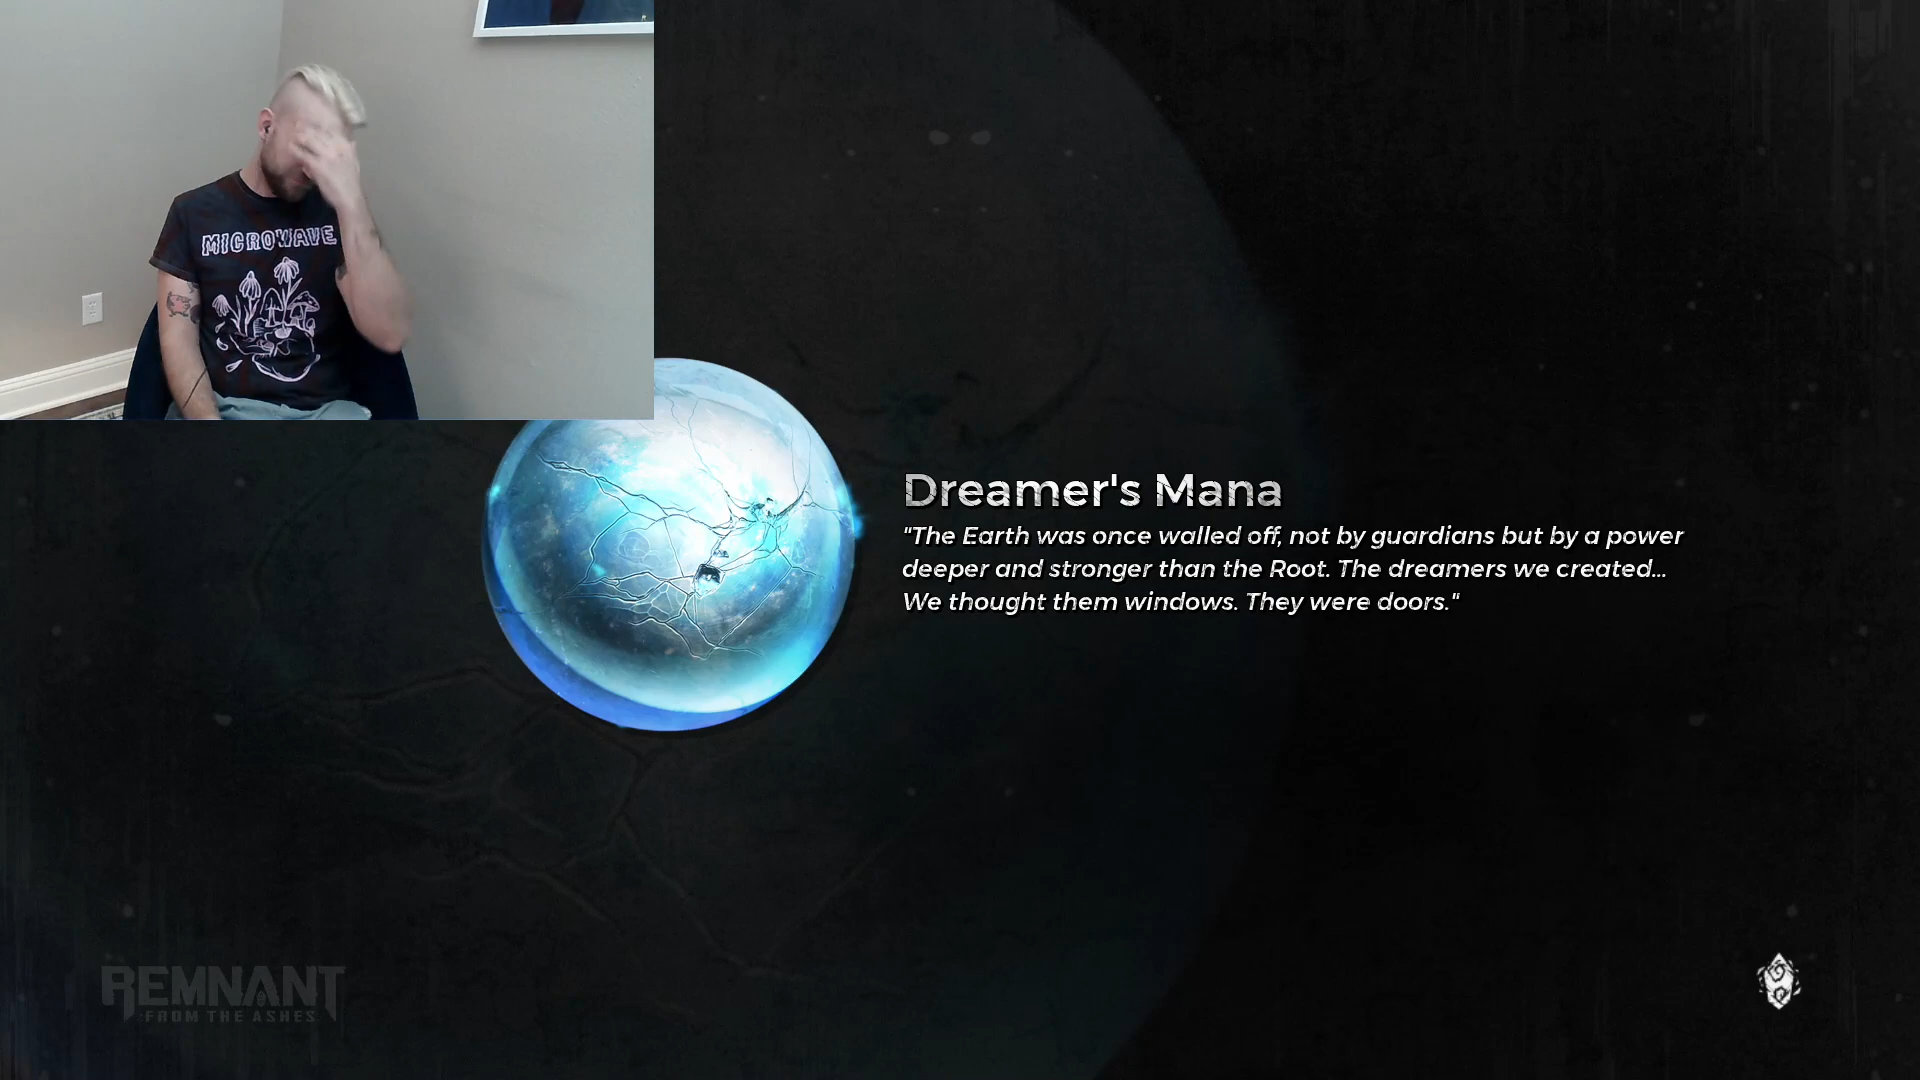 MICROWAVE
Dreamer's Mana
"The Earth was once walled off, not by guardians but by a power
deeper and stronger than the Root. The dreamers we created...
We thought them windows. They were doors."
REMNANT
FROM THE ASHES